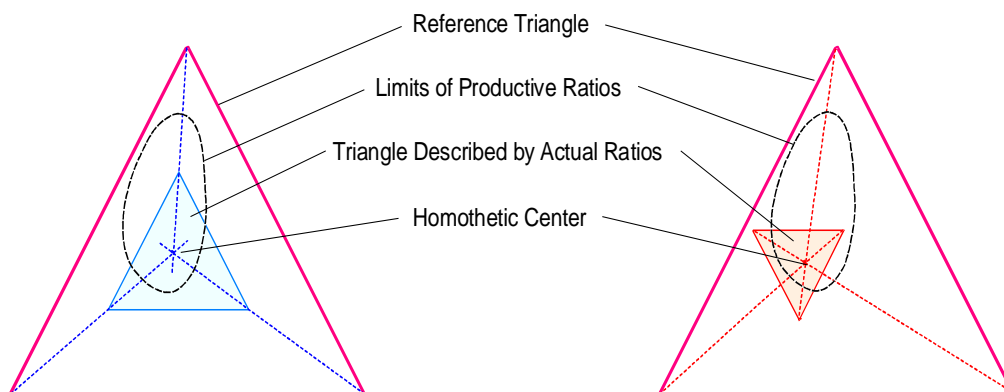 Reference Triangle
Limits of Productive Ratios
Triangle Described by Actual Ratios
Homothetic Center